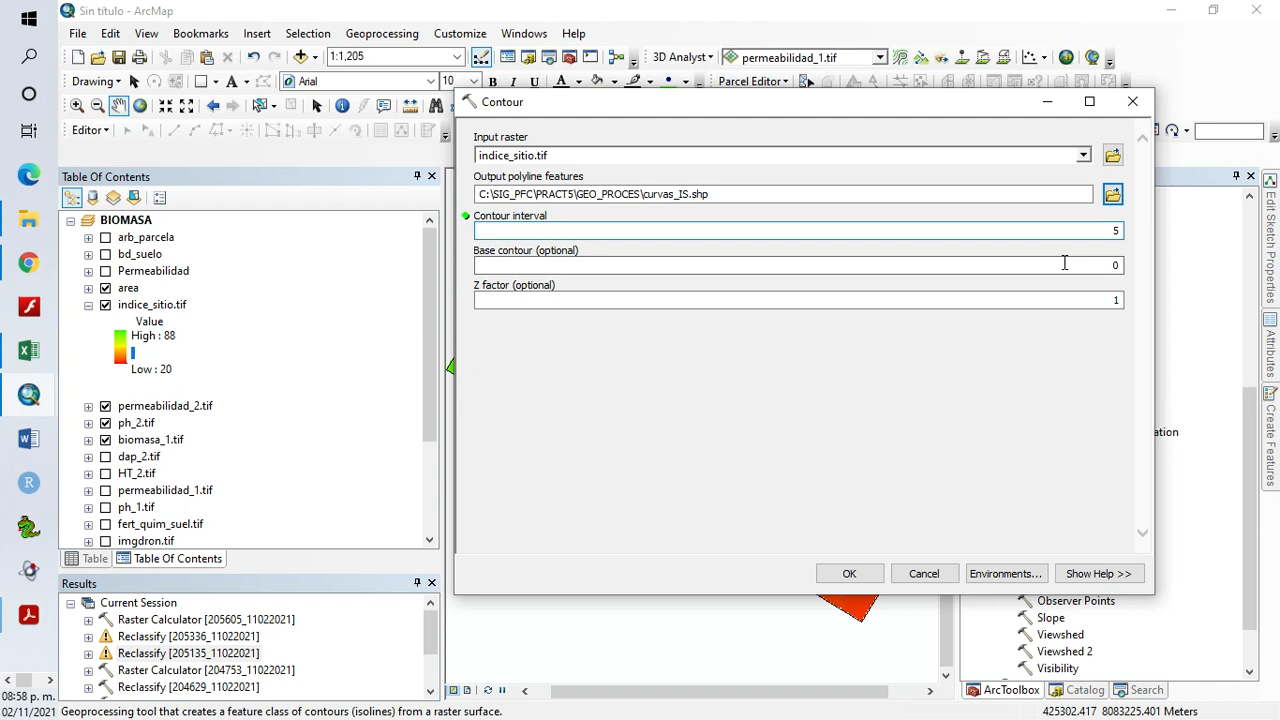 Sin título - ArcMap
File Edit View Bookmarks Insert Selection Geoprocessing Customize Windows Help
1:1.205
3D Analyst permeabilidad_1.tif
Drawing
Arial
10
B I U A
Parcel Editor
Editor
Contour
Input raster
indice_sitio.tif
Output polyline features
C:\SIG_PFC\PRACT5\GEO_PROCES\curvas_IS.shp
Contour interval
5
Base contour (optional)
0
Z factor (optional)
1
OK
Cancel
Environments...
Show Help >>
Table Of Contents
BIOMASA
arb_parcela
bd_suelo
Permeabilidad
area
indice_sitio.tif
Value
High : 88
Low : 20
permeabilidad_2.tif
ph_2.tif
biomasa_1.tif
dap_2.tif
HT_2.tif
permeabilidad_1.tif
ph_1.tif
fert_quim_suel.tif
imgdron.tif
Table
Table Of Contents
Results
Current Session
Raster Calculator [205605_11022021]
Reclassify [205336_11022021]
Reclassify [205135_11022021]
Raster Calculator [204753_11022021]
Reclassify [204629_11022021]
ation
Observer Points
Slope
Viewshed
Viewshed 2
Visibility
ArcToolbox
Catalog
Search
Edit Sketch Properties
Attributes
Create Features
08:58 p. m.
02/11/2021
Geoprocessing tool that creates a feature class of contours (isolines) from a raster surface.
425302.417 8083225.401 Meters